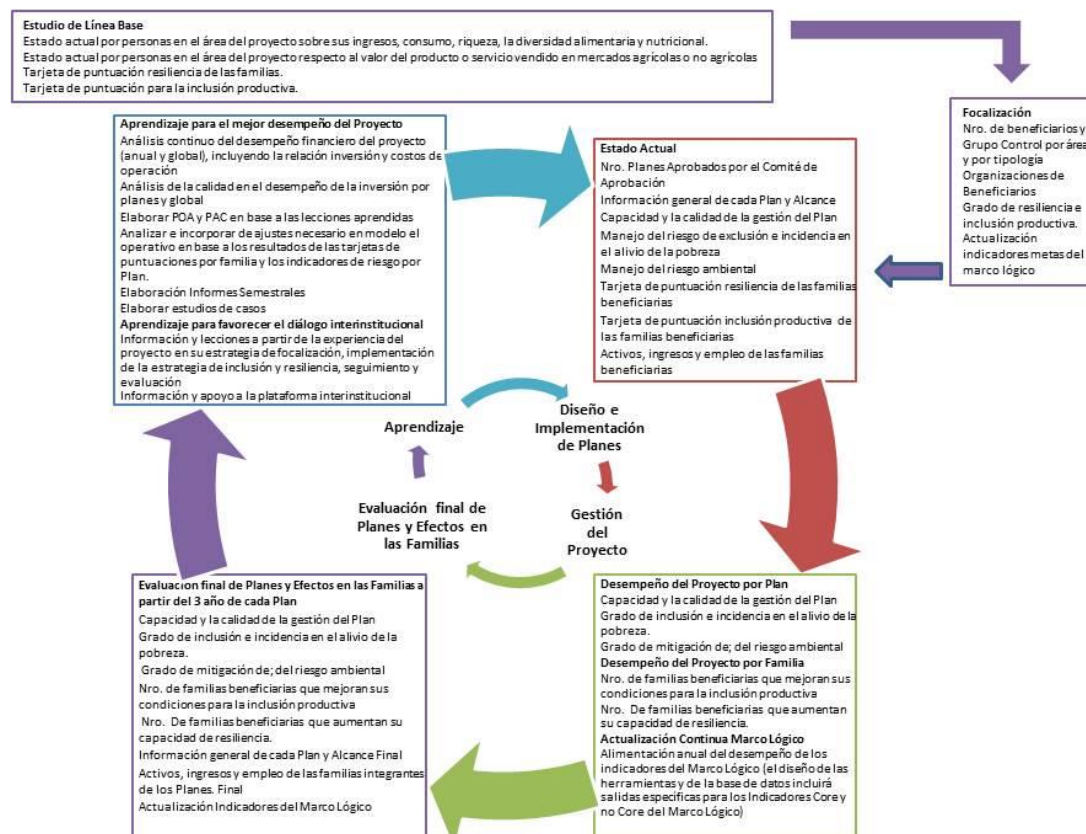 Estudio de Línea Base
Estado actual por personas en el área del proyecto sobre sus ingresos, consumo, riqueza, la diversidad alimentaria y nutricional.
Estado actual por personas en el área del proyecto respecto al valor del producto o servicio vendido en mercados agrícolas o no agrícolas
Tarjeta de puntuación resiliencia de las familias.
Tarjeta de puntuación para la inclusión productiva.
Focalización
Nro. de beneficiarios y
Grupo Control por área
y por tipología
Organizaciones de
Beneficiarios
Grado de resiliencia e
inclusión productiva.
Actualización
indicadores metas del
marco lógico
Aprendizaje para el mejor desempeño del Proyecto
Análisis continuo del desempeño financiero del proyecto
(anual y global), incluyendo la relación inversión y costos de
operación
Análisis de la calidad en el desempeño de la inversión por
planes y global
Elaborar POA y PAC en base a las lecciones aprendidas
Analizar e incorporar de ajustes necesario en modelo el
operativo en base a los resultados de las tarjetas de
puntuaciones por familia y los indicadores de riesgo por
Plan.
Elaboración Informes Semestrales
Elaborar estudios de casos
Aprendizaje para favorecer el diálogo interinstitucional
Información y lecciones a partir de la experiencia del
proyecto en su estrategia de focalización, implementación
de la estrategia de inclusión y resiliencia, seguimiento y
evaluación
Información y apoyo a la plataforma interinstitucional
Estado Actual
Nro. Planes Aprobados por el Comité de
Aprobación
Información general de cada Plan y Alcance
Capacidad y la calidad de la gestión del Plan
Manejo del riesgo de exclusión e incidencia en
el alivio de la pobreza
Manejo del riesgo ambiental
Tarjeta de puntuación resiliencia de las familias
beneficiarias
Tarjeta de puntuación inclusión productiva de
las familias beneficiarias
Activos, ingresos y empleo de las familias
beneficiarias
Aprendizaje
Diseño e
Implementación
de Planes
Evaluación final de
Planes y Efectos en
las Familias
Gestión
del
Proyecto
Evaluación final de Planes y Efectos en las Familias a
partir del 3 año de cada Plan
Capacidad y la calidad de la gestión del Plan
Grado de inclusión e incidencia en el alivio de la
pobreza.
Grado de mitigación de; del riesgo ambiental
Nro. de familias beneficiarias que mejoran sus
condiciones para la inclusión productiva
Nro. De familias beneficiarias que aumentan su
capacidad de resiliencia.
Información general de cada Plan y Alcance Final
Activos, ingresos y empleo de las familias integrantes
de los Planes. Final
Actualización Indicadores del Marco Lógico
Desempeño del Proyecto por Plan
Capacidad y la calidad de la gestión del Plan
Grado de inclusión e incidencia en el alivio de la
pobreza.
Grado de mitigación de; del riesgo ambiental
Desempeño del Proyecto por Familia
Nro. de familias beneficiarias que mejoran sus
condiciones para la inclusión productiva
Nro. De familias beneficiarias que aumentan
su capacidad de resiliencia.
Actualización Continua Marco Lógico
Alimentación anual del desempeño de los
indicadores del Marco Lógico (el diseño de las
herramientas y de la base de datos incluirá
salidas especificas para los Indicadores Core y
no Core del Marco Lógico)